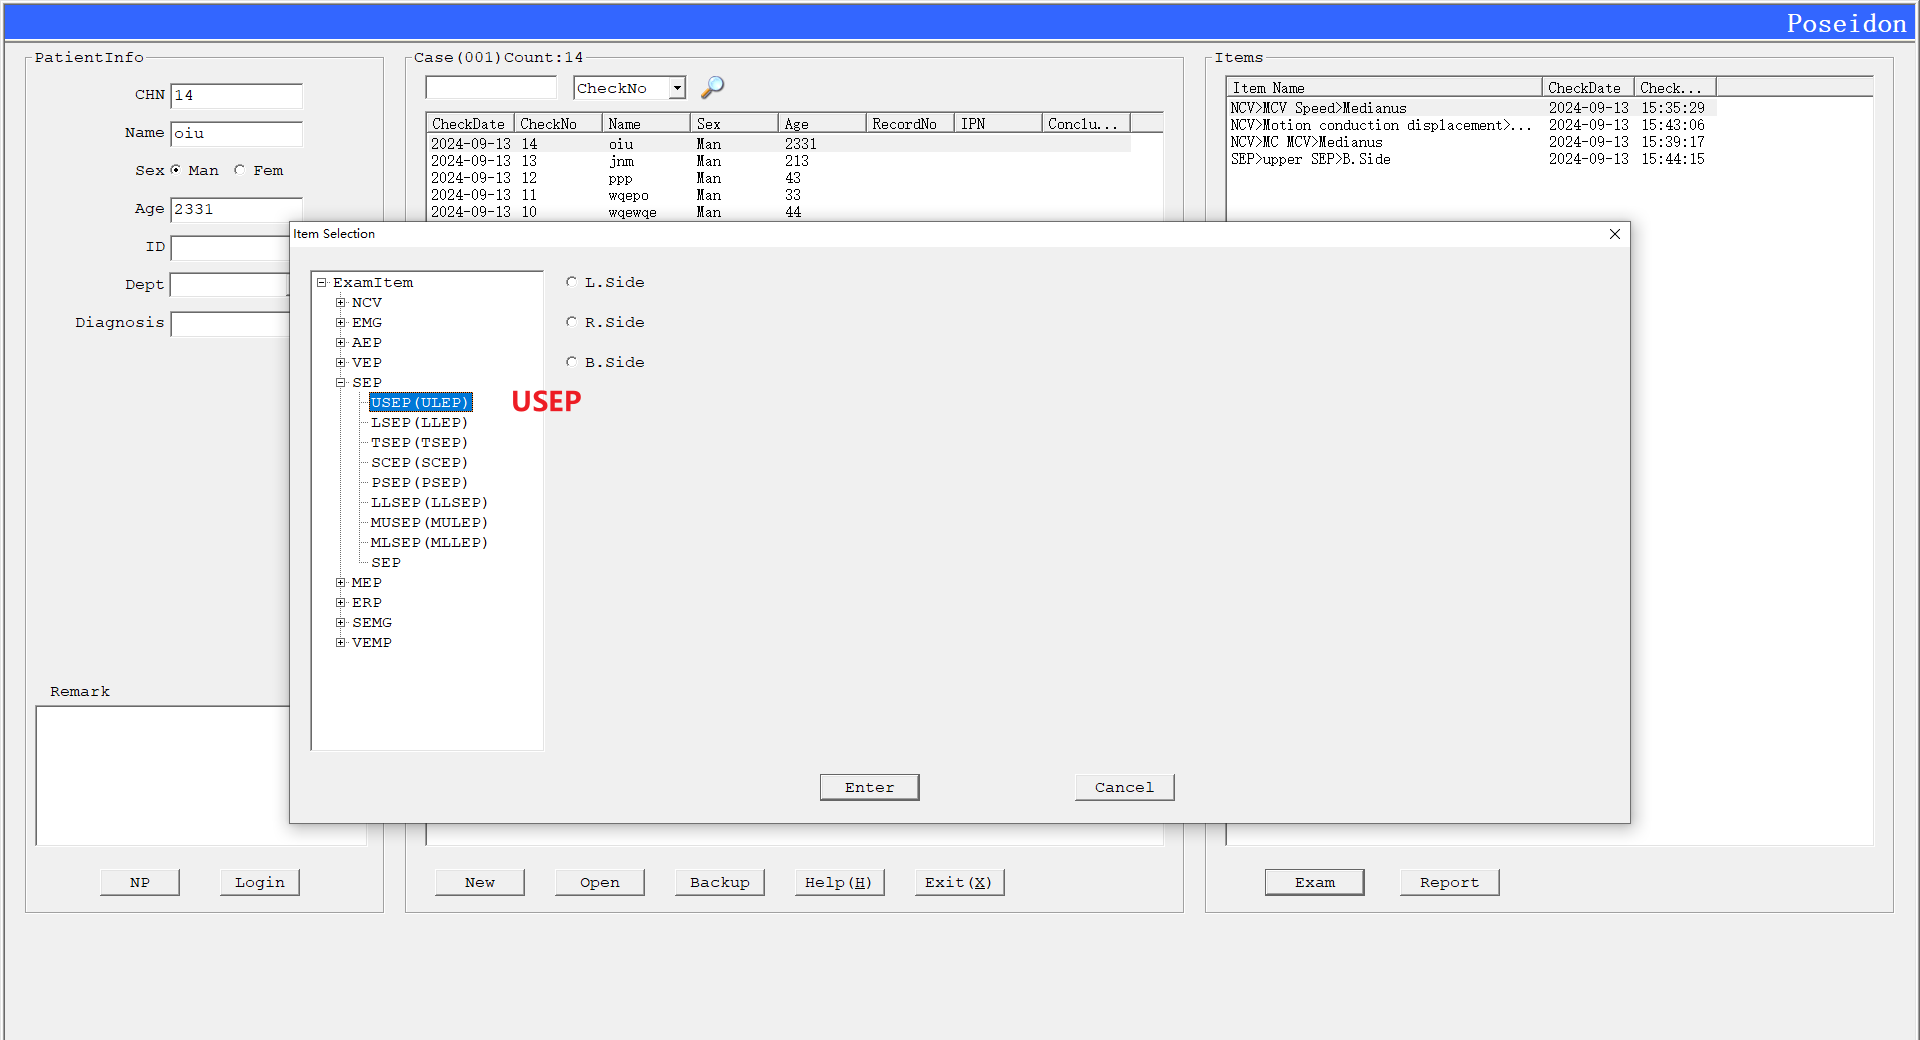 Poseidon
PatientInfo
CHN 14
Name oiu
Sex Man Fem
Age 2331
ID
Dept
Diagnosis
Remark
NP Login
Case(001)Count:14
CheckNo
CheckDate CheckNo Name Sex Age RecordNo IPN Conclu...
2024-09-13 14 oiu Man 2331
2024-09-13 13 jnm Man 213
2024-09-13 12 ppp Man 43
2024-09-13 11 wqepo Man 33
2024-09-13 10 wqewqe Man 44
New Open Backup Help(H) Exit(X)
Items
Item Name CheckDate Check...
NCV>MCV Speed>Medianus 2024-09-13 15:35:29
NCV>Motion conduction displacement>... 2024-09-13 15:43:06
NCV>MC MCV>Medianus 2024-09-13 15:39:17
SEP>upper SEP>B.Side 2024-09-13 15:44:15
Exam Report
Item Selection
ExamItem
NCV
EMG
AEP
VEP
SEP
USEP(ULEP)
LSEP(LLEP)
TSEP(TSEP)
SCEP(SCEP)
PSEP(PSEP)
LLSEP(LLSEP)
MUSEP(MULEP)
MLSEP(MLLEP)
SEP
MEP
ERP
SEMG
VEMP
L.Side
R.Side
B.Side
USEP
Enter Cancel